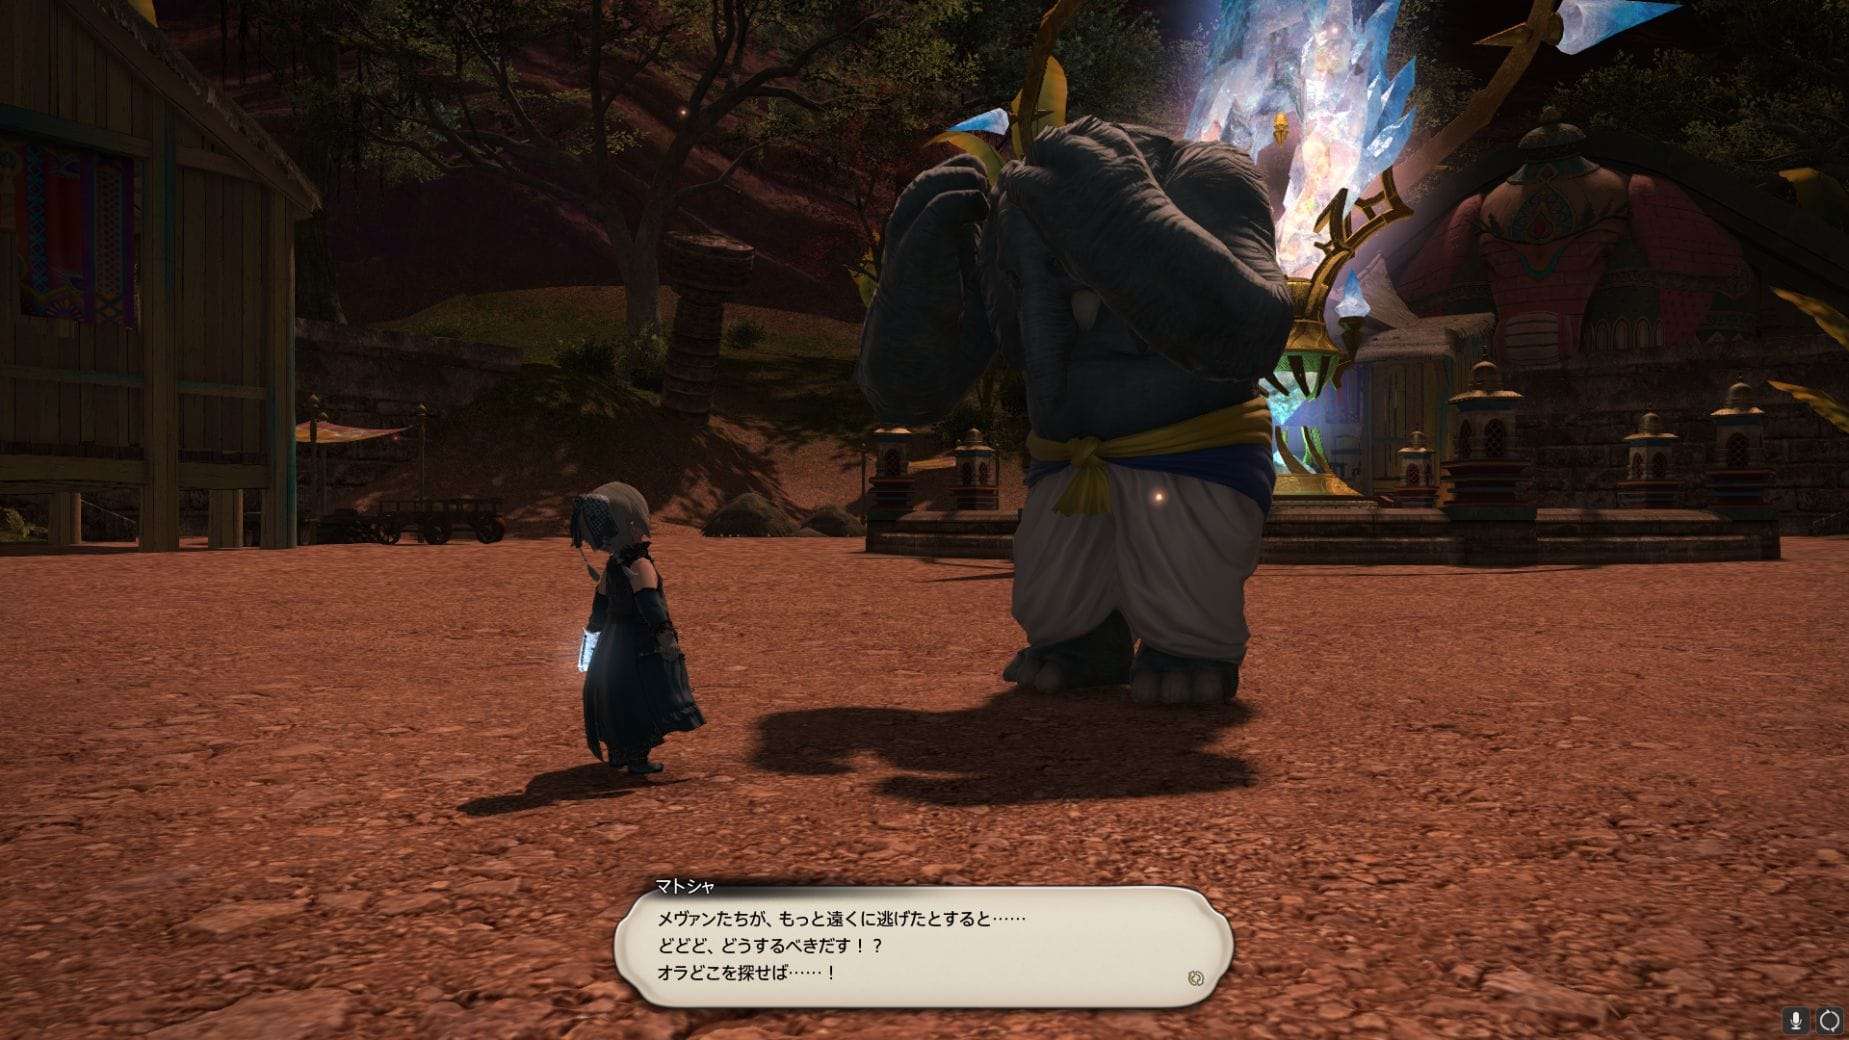 マトシャ
メヴァンたちが、もっと遠くに逃げたとすると……
どどど、どうするべきだす！？
オラどこを探せば……！